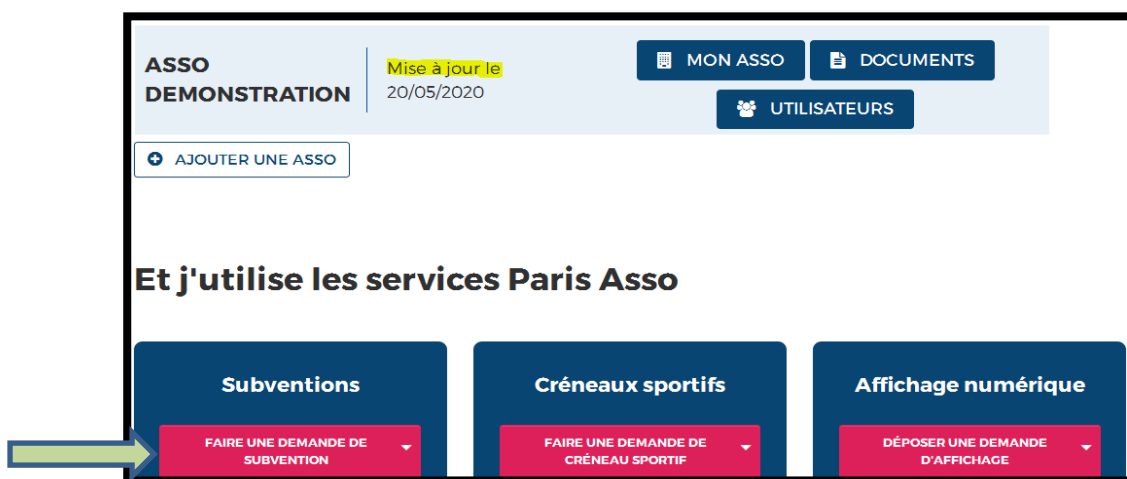 ASSO
DEMONSTRATION
Mise à jour le
20/05/2020
MON ASSO
DOCUMENTS
UTILISATEURS
AJOUTER UNE ASSO
Et j'utilise les services Paris Asso
Subventions
FAIRE UNE DEMANDE DE
SUBVENTION
Créneaux sportifs
FAIRE UNE DEMANDE DE
CRÉNEAU SPORTIF
Affichage numérique
DÉPOSER UNE DEMANDE
D'AFFICHAGE